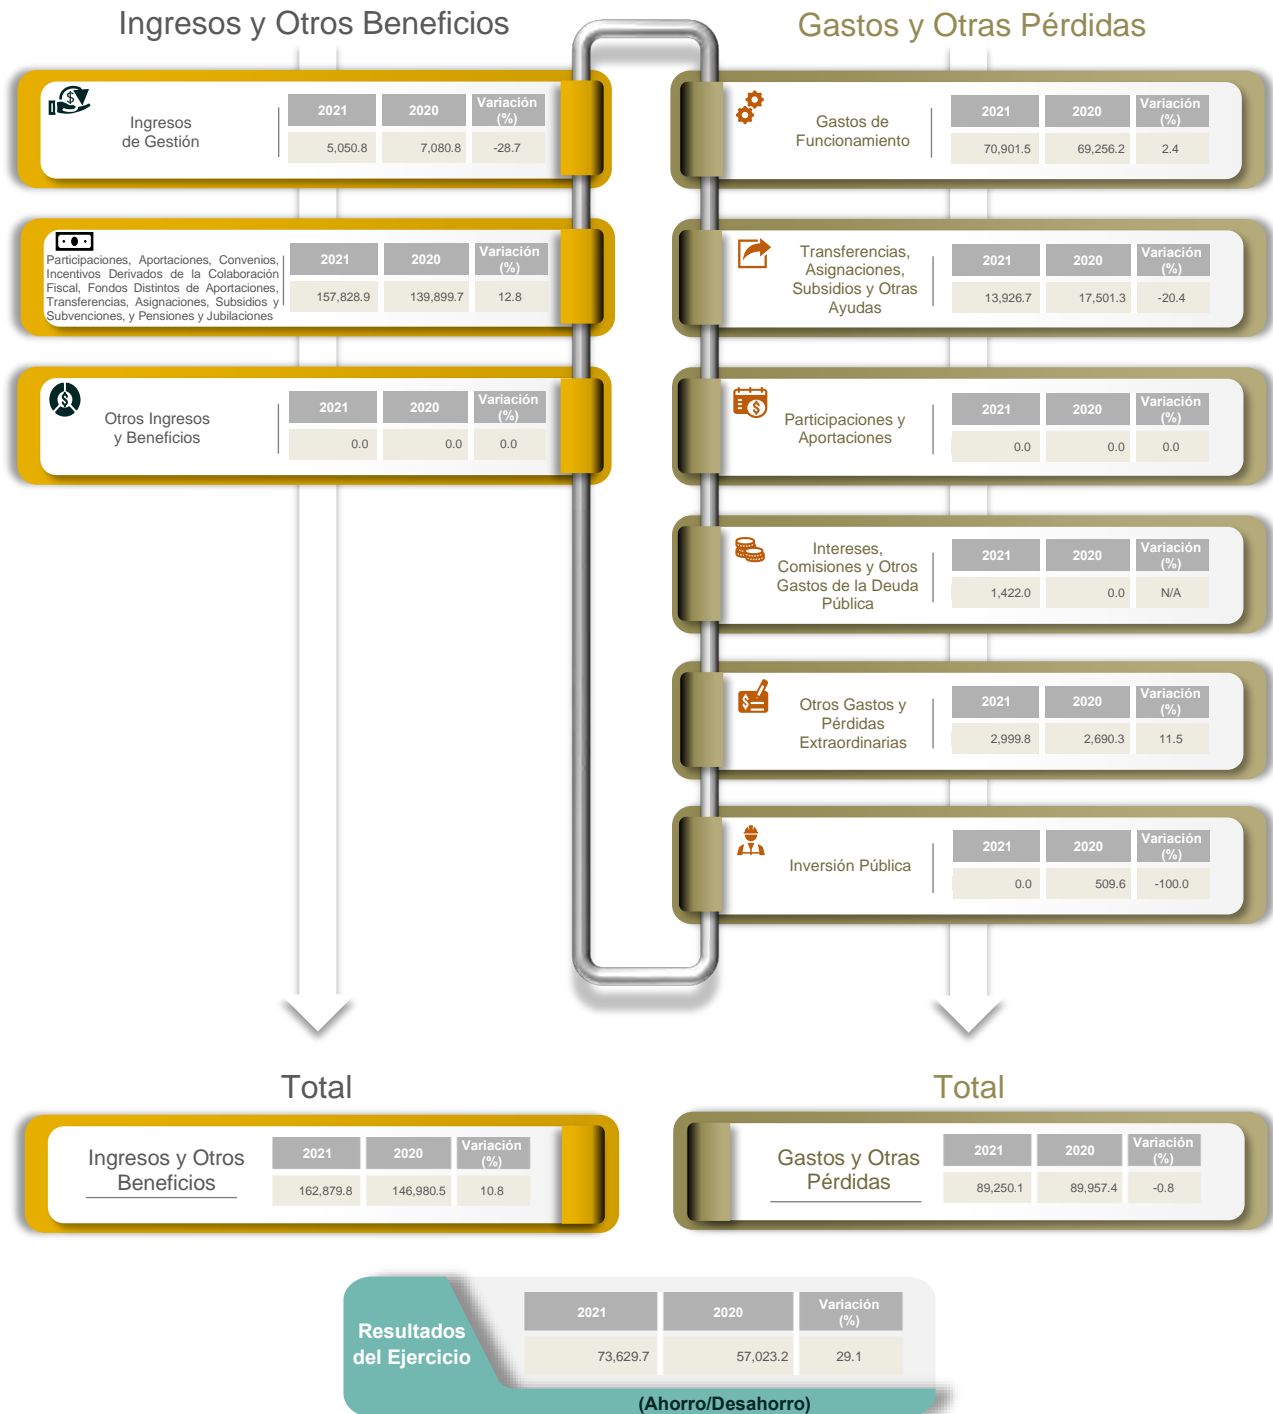 Ingresos y Otros Beneficios
Ingresos
de Gestión
2021 2020 Variación
(%)
5,050.8 7,080.8 -28.7
Participaciones, Aportaciones, Convenios,
Incentivos Derivados de la Colaboración
Fiscal, Fondos Distintos de Aportaciones,
Transferencias, Asignaciones, Subsidios y
Subvenciones, y Pensiones y Jubilaciones
2021 2020 Variación
(%)
157,828.9 139,899.7 12.8
Otros Ingresos
y Beneficios
2021 2020 Variación
(%)
0.0 0.0 0.0
Gastos y Otras Pérdidas
Gastos de
Funcionamiento
2021 2020 Variación
(%)
70,901.5 69,256.2 2.4
Transferencias,
Asignaciones,
Subsidios y Otras
Ayudas
2021 2020 Variación
(%)
13,926.7 17,501.3 -20.4
Participaciones y
Aportaciones
2021 2020 Variación
(%)
0.0 0.0 0.0
Intereses,
Comisiones y Otros
Gastos de la Deuda
Pública
2021 2020 Variación
(%)
1,422.0 0.0 N/A
Otros Gastos y
Pérdidas
Extraordinarias
2021 2020 Variación
(%)
2,999.8 2,690.3 11.5
Inversión Pública
2021 2020 Variación
(%)
0.0 509.6 -100.0
Total
Ingresos y Otros
Beneficios
2021 2020 Variación
(%)
162,879.8 146,980.5 10.8
Total
Gastos y Otras
Pérdidas
2021 2020 Variación
(%)
89,250.1 89,957.4 -0.8
Resultados
del Ejercicio
2021 2020 Variación
(%)
73,629.7 57,023.2 29.1
(Ahorro/Desahorro)